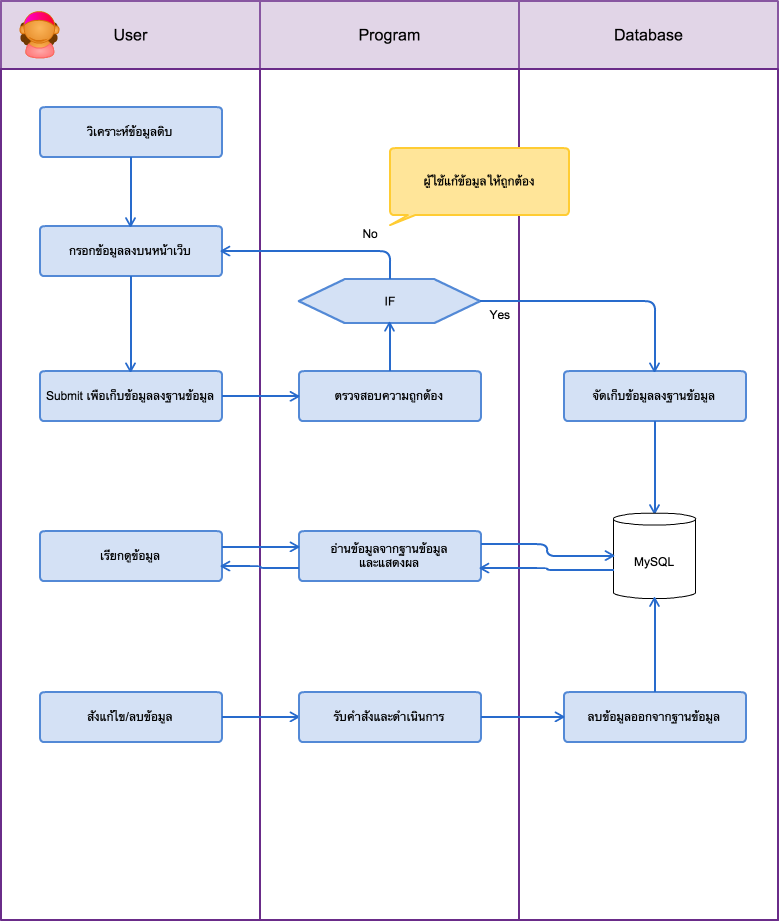 User
Program
Database
วิเคราะห์ข้อมูลดิบ
ผู้ใช้แก้ข้อมูลให้ถูกต้อง
No
กรอกข้อมูลลงบนหน้าเว็บ
IF
Yes
Submit เพื่อเก็บข้อมูลลงฐานข้อมูล
ตรวจสอบความถูกต้อง
จัดเก็บข้อมูลลงฐานข้อมูล
เรียกดูข้อมูล
อ่านข้อมูลจากฐานข้อมูล
และแสดงผล
MySQL
สั่งแก้ไข/ลบข้อมูล
รับคำสั่งและดำเนินการ
ลบข้อมูลออกจากฐานข้อมูล